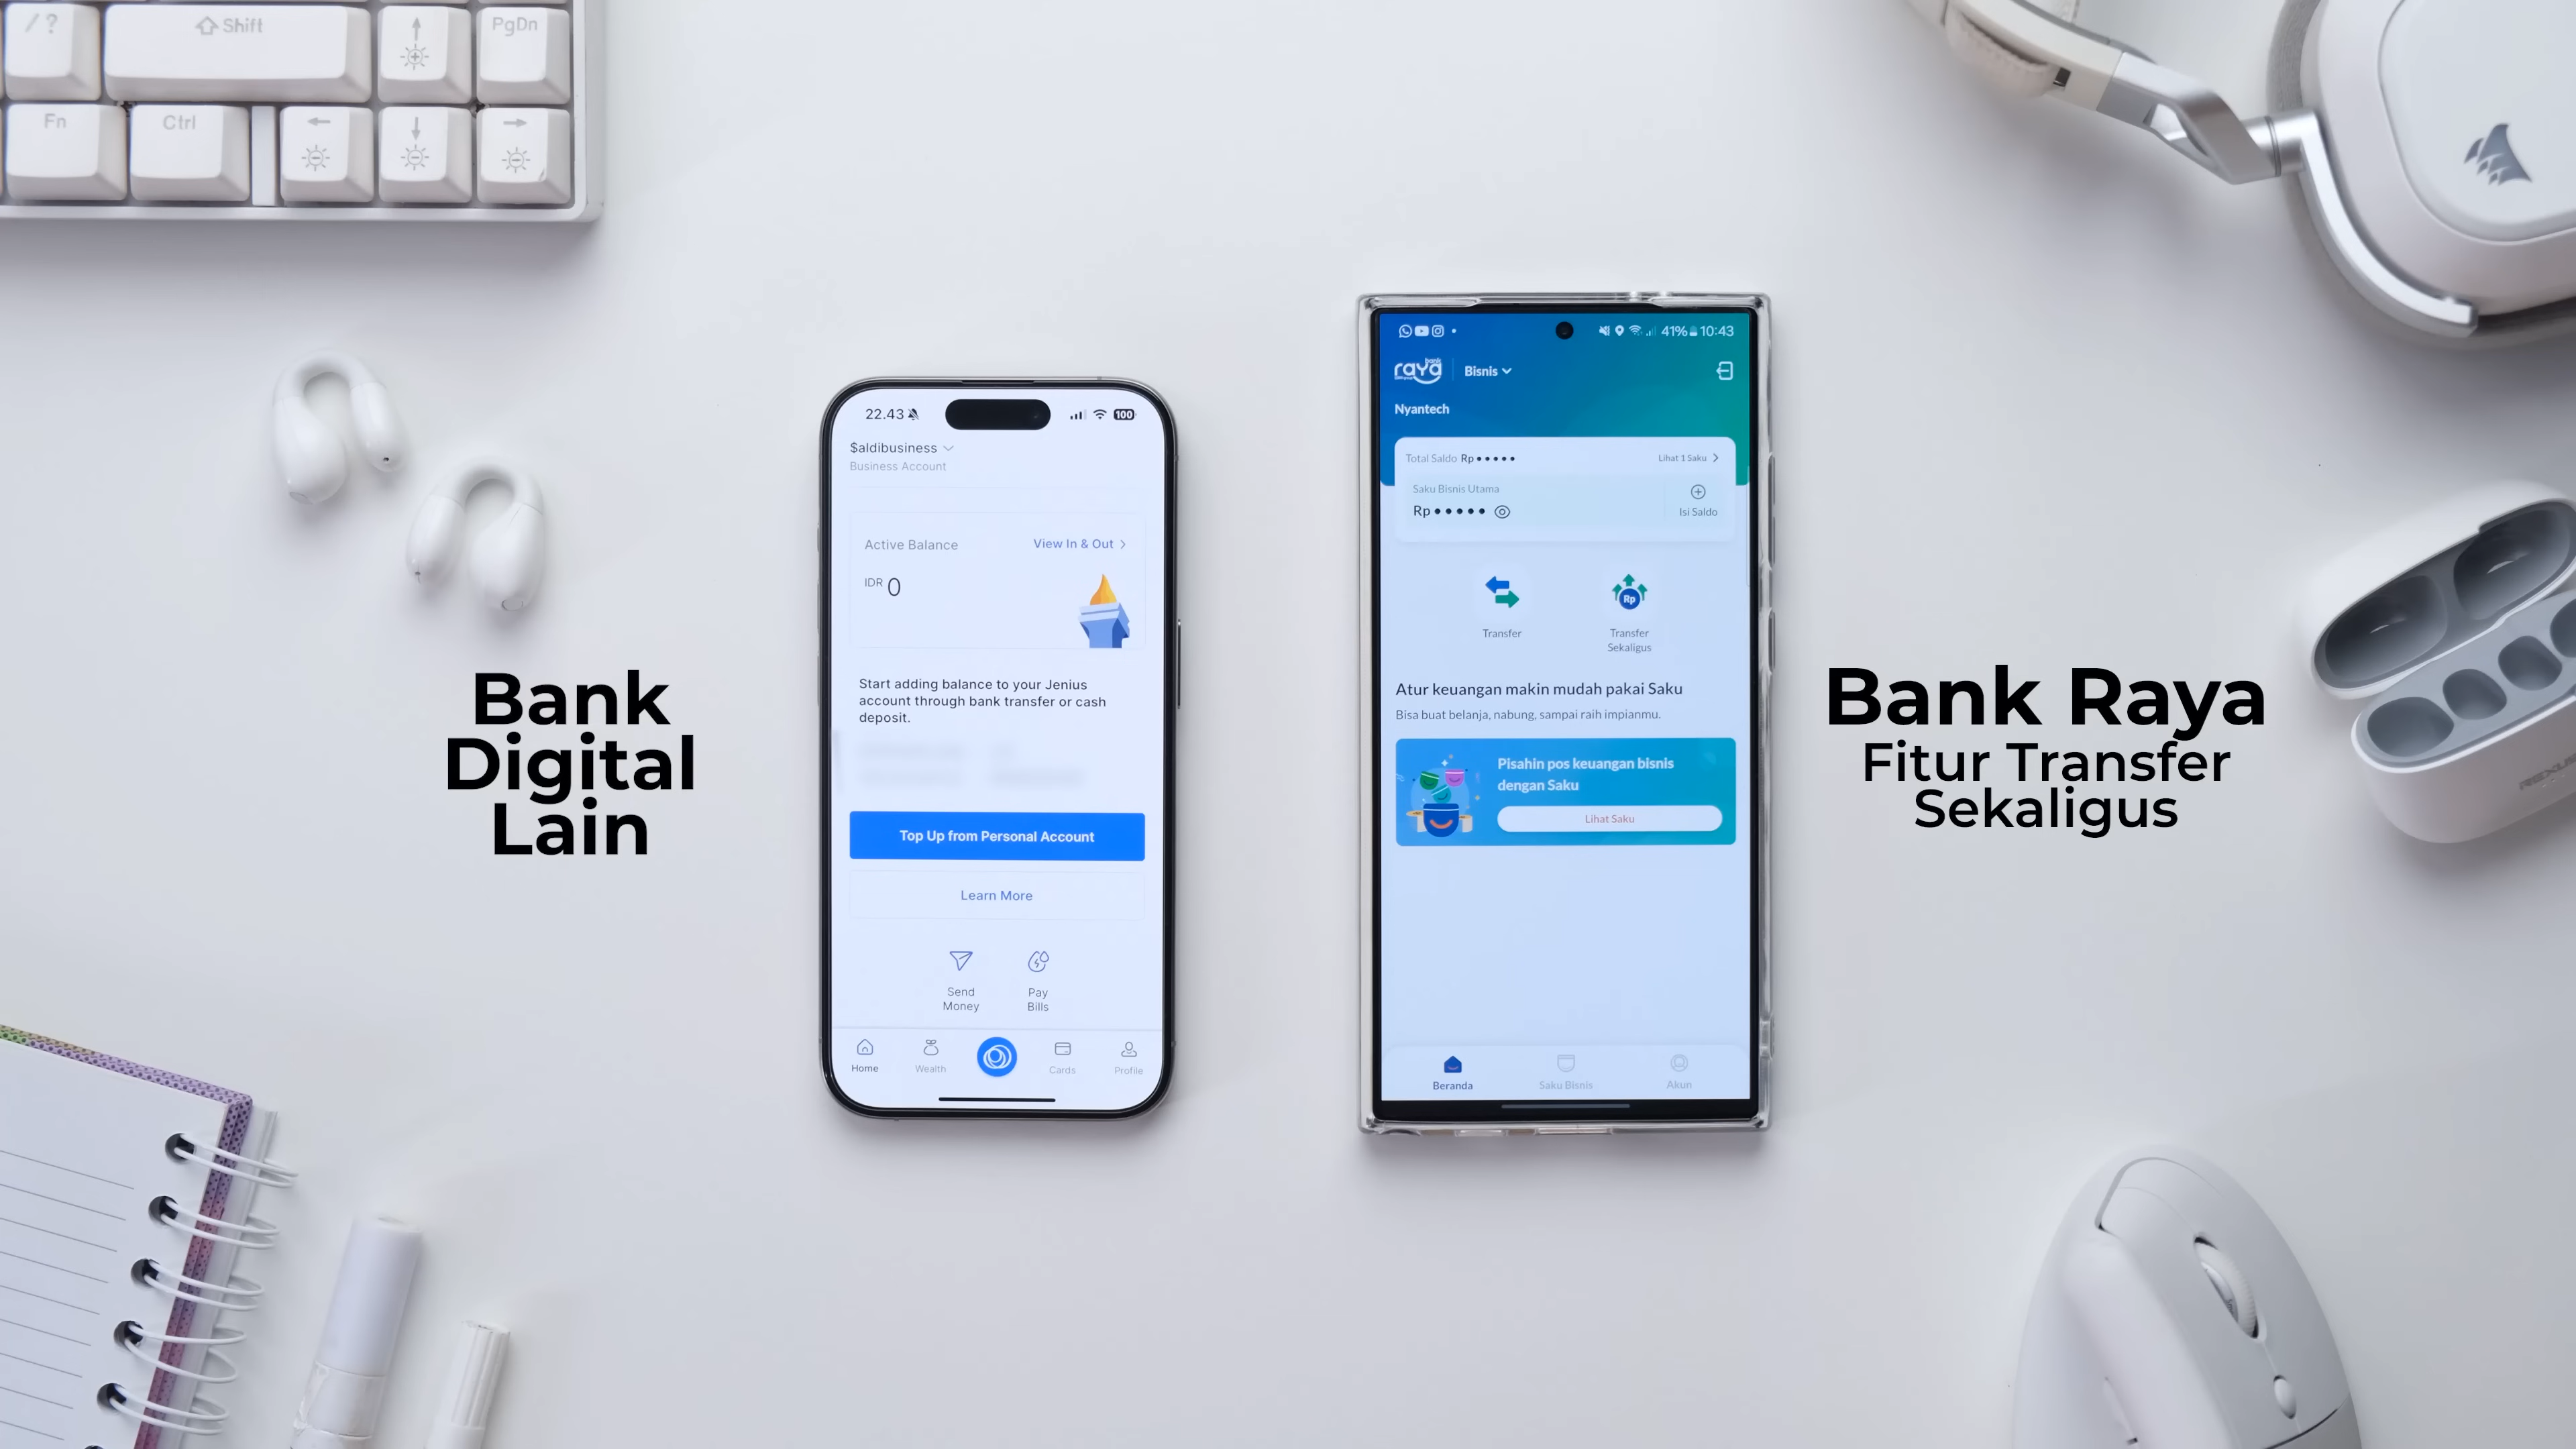 / ?
Shift
PgDn
Fn
Ctrl
Bank
Digital
Lain
22.43
100
$aldibusiness
Business Account
Active Balance
View In & Out
IDR 0
Start adding balance to your Jenius
account through bank transfer or cash
deposit.
Top Up from Personal Account
Learn More
Send
Money
Pay
Bills
Home
Wealth
Cards
Profile
41% 10:43
bank
raya
Bisnis
Nyantech
Total Saldo Rp •••••
Lihat 1 Saku
Saku Bisnis Utama
Rp •••••
Isi Saldo
Transfer
Transfer
Sekaligus
Atur keuangan makin mudah pakai Saku
Bisa buat belanja, nabung, sampai raih impianmu.
Pisahin pos keuangan bisnis
dengan Saku
Lihat Saku
Beranda
Saku Bisnis
Akun
Bank Raya
Fitur Transfer
Sekaligus